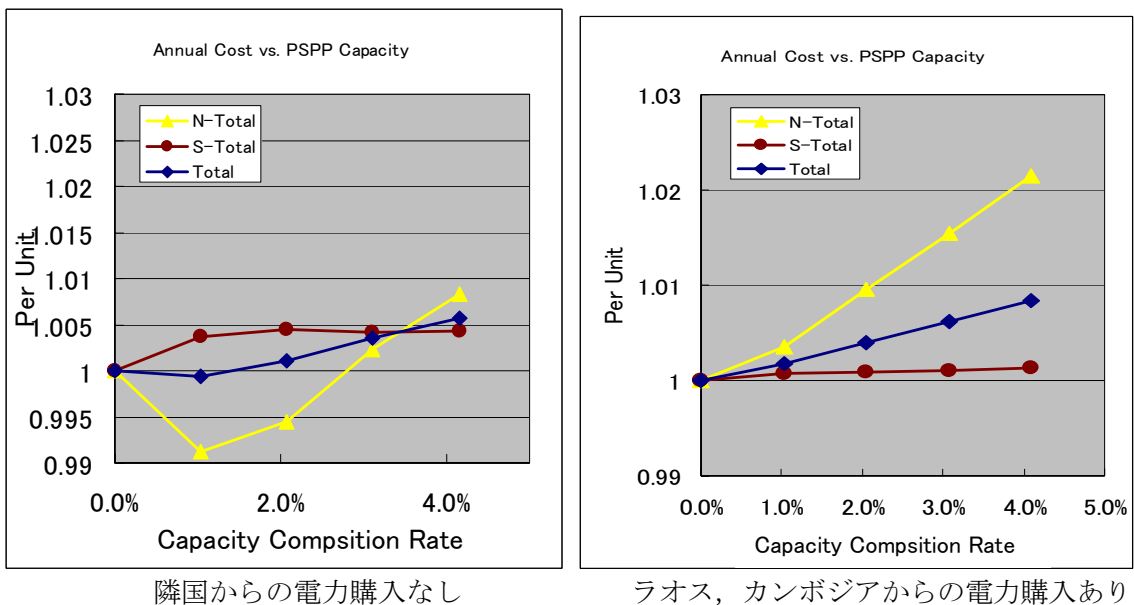 Annual Cost vs. PSPP Capacity
1.03
1.025
1.02
1.015
1.01
1.005
1
0.995
0.99
N-Total
S-Total
Total
Per Unit
0.0%
2.0%
4.0%
Capacity Compsition Rate
隣国からの電力購入なし
Annual Cost vs. PSPP Capacity
1.03
1.02
1.01
1
0.99
N-Total
S-Total
Total
Per Unit
0.0%
1.0%
2.0%
3.0%
4.0%
5.0%
Capacity Compsition Rate
ラオス，カンボジアからの電力購入あり